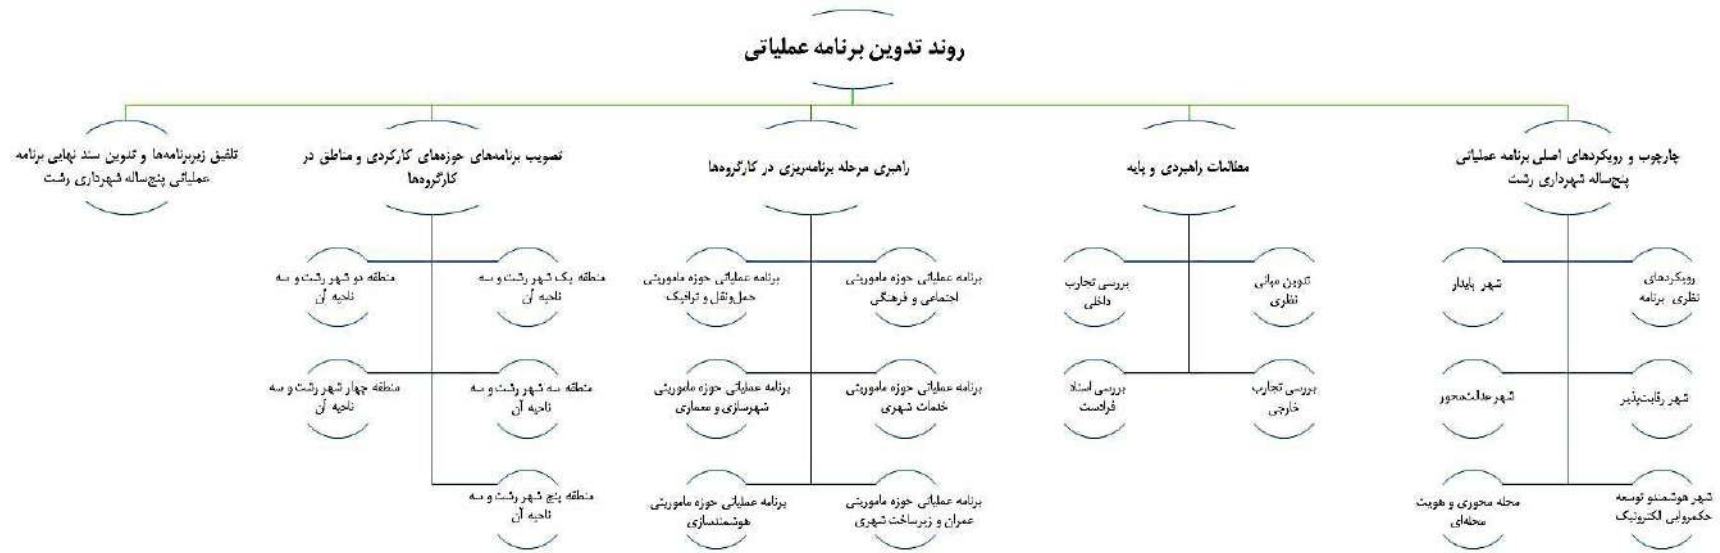 روند تدوین برنامه عملیاتی
چارچوب و رویکردهای اصلی برنامه عملیاتی
پنج‌ساله شهرداری رشت
مطالعات راهبردی و پایه
راهبری مرحله برنامه‌ریزی در کارگروه‌ها
تصویب برنامه‌های حوزه‌های کارکردی و مناطق در
کارگروه‌ها
تلفیق زیربرنامه‌ها و تدوین سند نهایی برنامه
عملیاتی پنج‌ساله شهرداری رشت
رویکردهای
نظری برنامه
شهر پایدار
شهر رقابت‌پذیر
شهر عدالت‌محور
شهر هوشمندو توسعه
حکمروایی الکترونیک
محله محوری و هویت
محله‌ای
تدوین مبانی
نظری
بررسی تجارب
داخلی
بررسی تجارب
خارجی
بررسی اسناد
فرادست
برنامه عملیاتی حوزه ماموریتی
اجتماعی و فرهنگی
برنامه عملیاتی حوزه ماموریتی
حمل‌ونقل و ترافیک
برنامه عملیاتی حوزه ماموریتی
خدمات شهری
برنامه عملیاتی حوزه ماموریتی
شهرسازی و معماری
برنامه عملیاتی حوزه ماموریتی
عمران و زیرساخت شهری
برنامه عملیاتی حوزه ماموریتی
هوشمندسازی
منطقه یک شهر رشت و سه
ناحیه آن
منطقه دو شهر رشت و سه
ناحیه آن
منطقه سه شهر رشت و سه
ناحیه آن
منطقه چهار شهر رشت و سه
ناحیه آن
منطقه پنج شهر رشت و سه
ناحیه آن